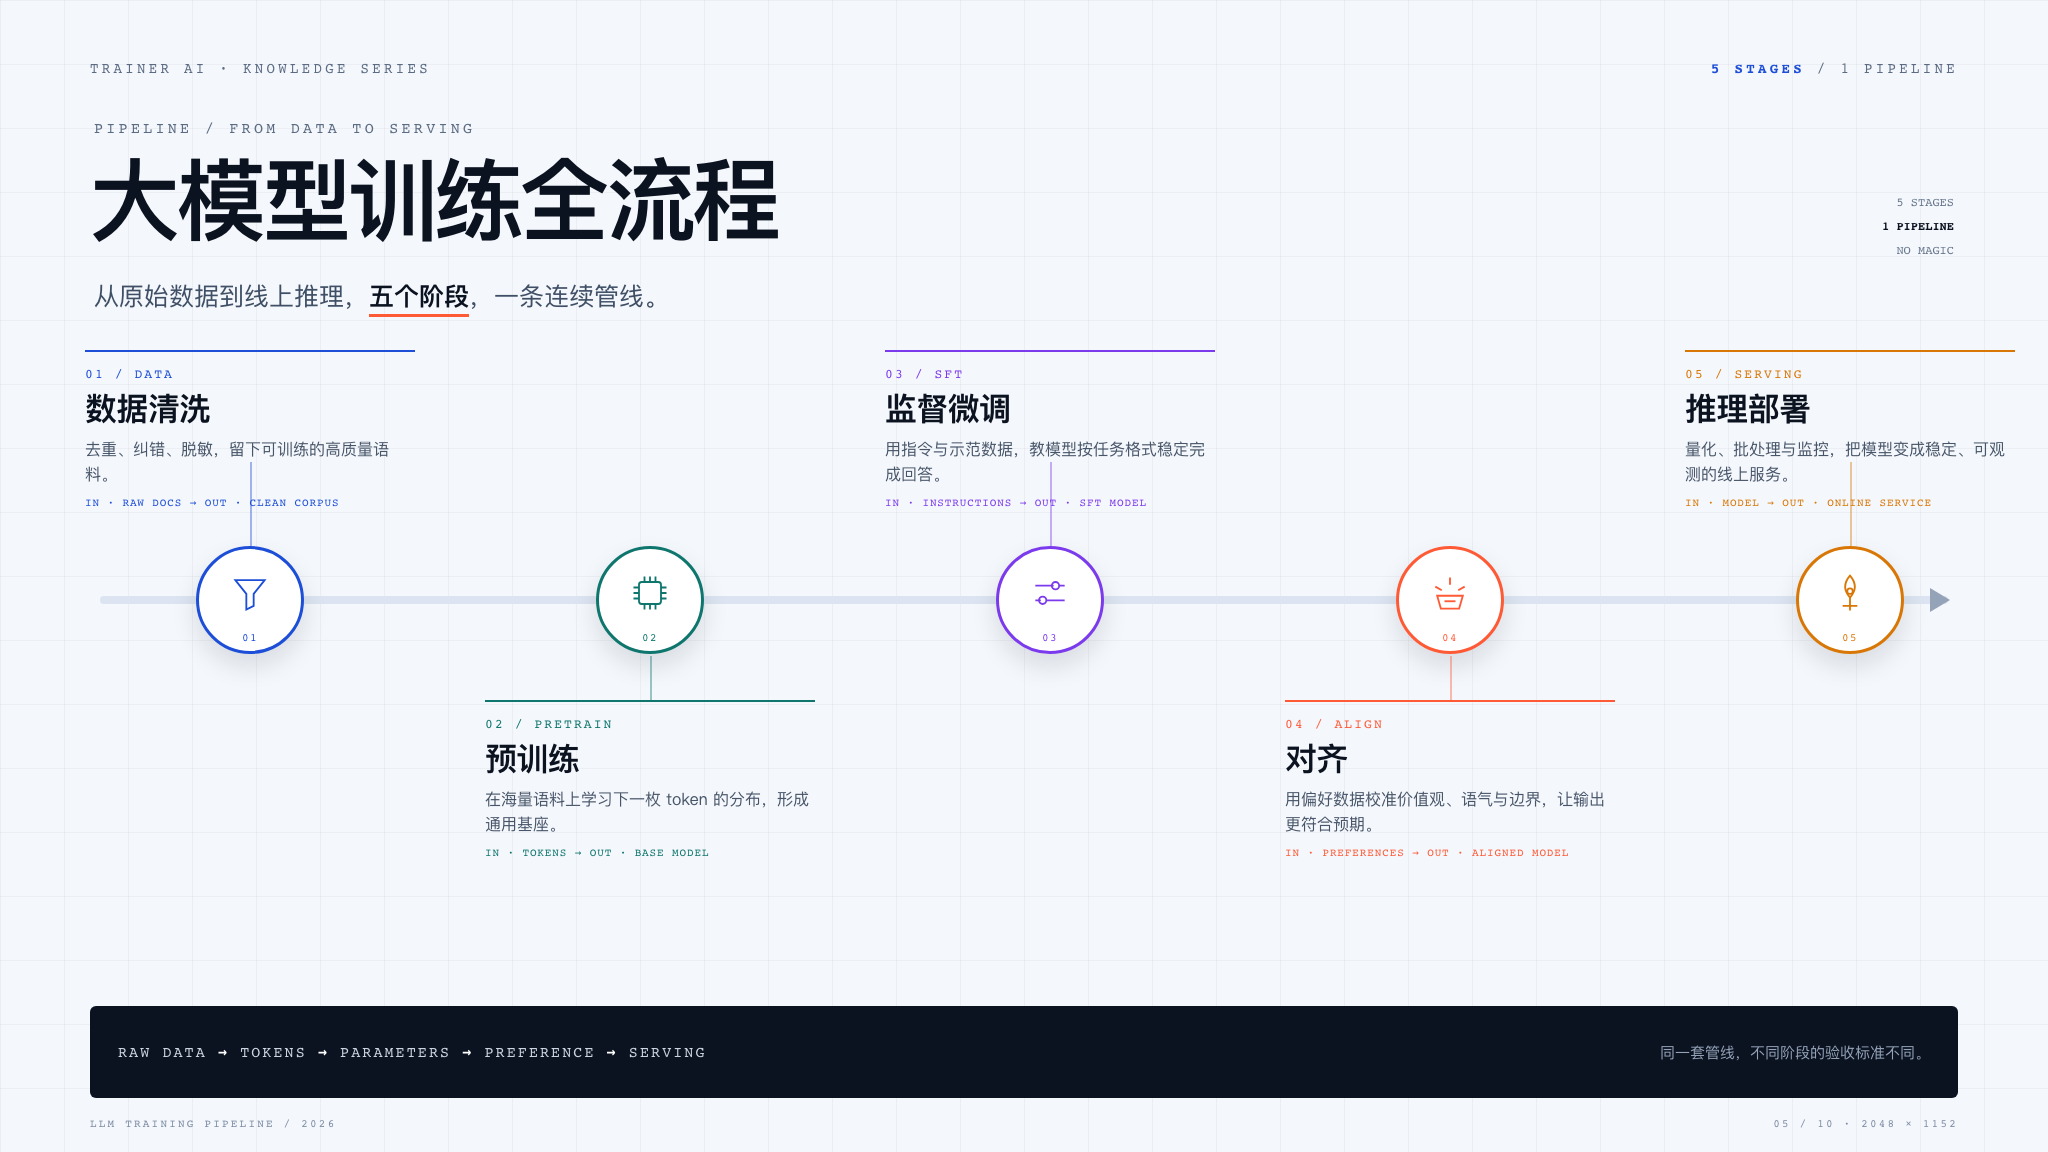 TRAINER AI · KNOWLEDGE SERIES
5 STAGES / 1 PIPELINE
PIPELINE / FROM DATA TO SERVING
大模型训练全流程
5 STAGES
1 PIPELINE
NO MAGIC
从原始数据到线上推理，五个阶段，一条连续管线。
01 / DATA
数据清洗
去重、纠错、脱敏，留下可训练的高质量语
料。
IN · RAW DOCS → OUT · CLEAN CORPUS
03 / SFT
监督微调
用指令与示范数据，教模型按任务格式稳定完
成回答。
IN · INSTRUCTIONS → OUT · SFT MODEL
05 / SERVING
推理部署
量化、批处理与监控，把模型变成稳定、可观
测的线上服务。
IN · MODEL → OUT · ONLINE SERVICE
01
02
03
04
05
02 / PRETRAIN
预训练
在海量语料上学习下一枚 token 的分布，形成
通用基座。
IN · TOKENS → OUT · BASE MODEL
04 / ALIGN
对齐
用偏好数据校准价值观、语气与边界，让输出
更符合预期。
IN · PREFERENCES → OUT · ALIGNED MODEL
RAW DATA → TOKENS → PARAMETERS → PREFERENCE → SERVING
同一套管线，不同阶段的验收标准不同。
LLM TRAINING PIPELINE / 2026
05 / 10 · 2048 × 1152